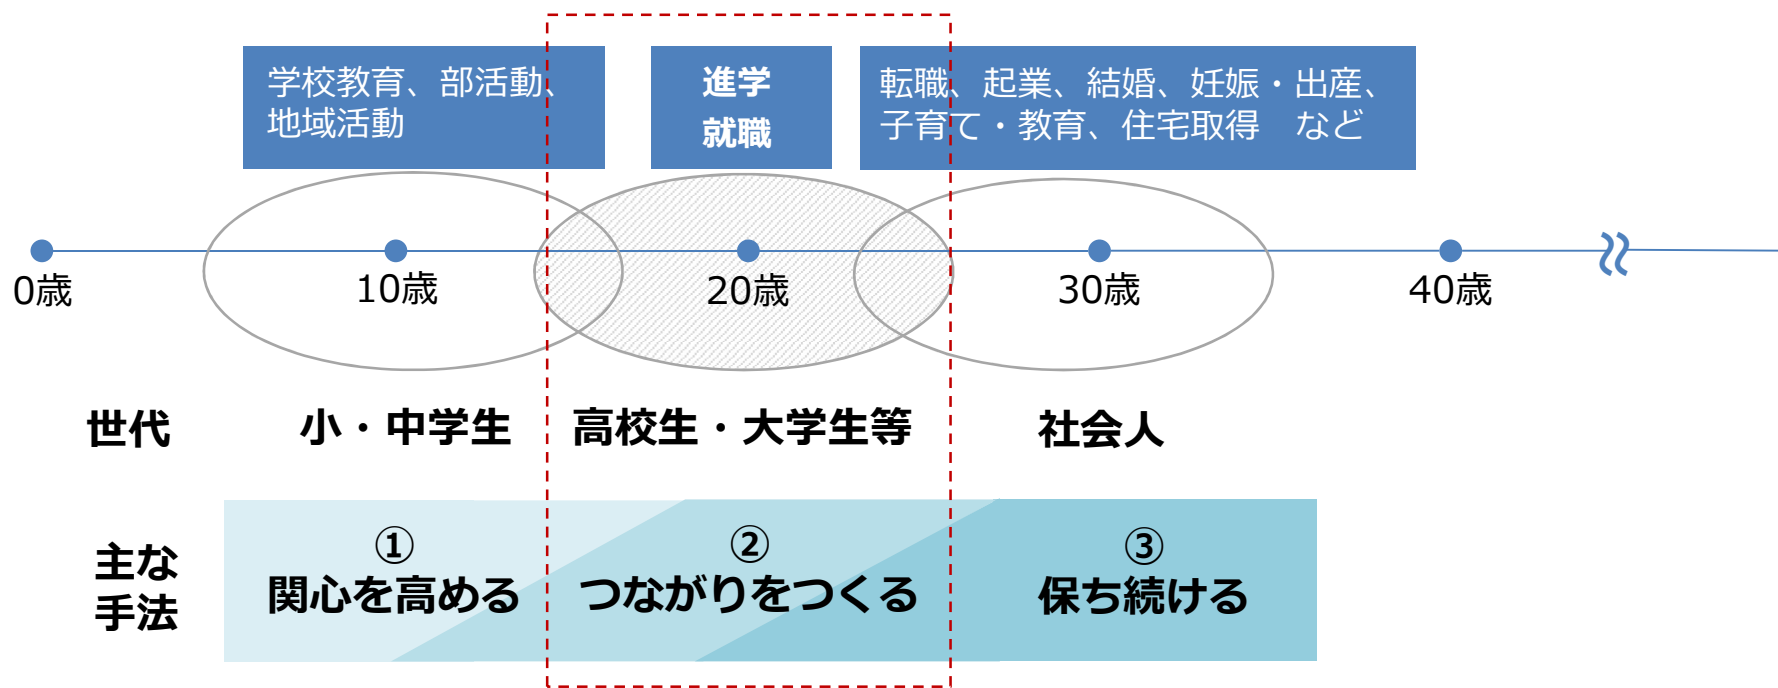 学校教育、部活動、
地域活動
進学
就職
転職、起業、結婚、妊娠・出産、
子育て・教育、住宅取得　など
0歳
10歳
20歳
30歳
40歳
世代
小・中学生
高校生・大学生等
社会人
主な
手法
①
関心を高める
②
つながりをつくる
③
保ち続ける